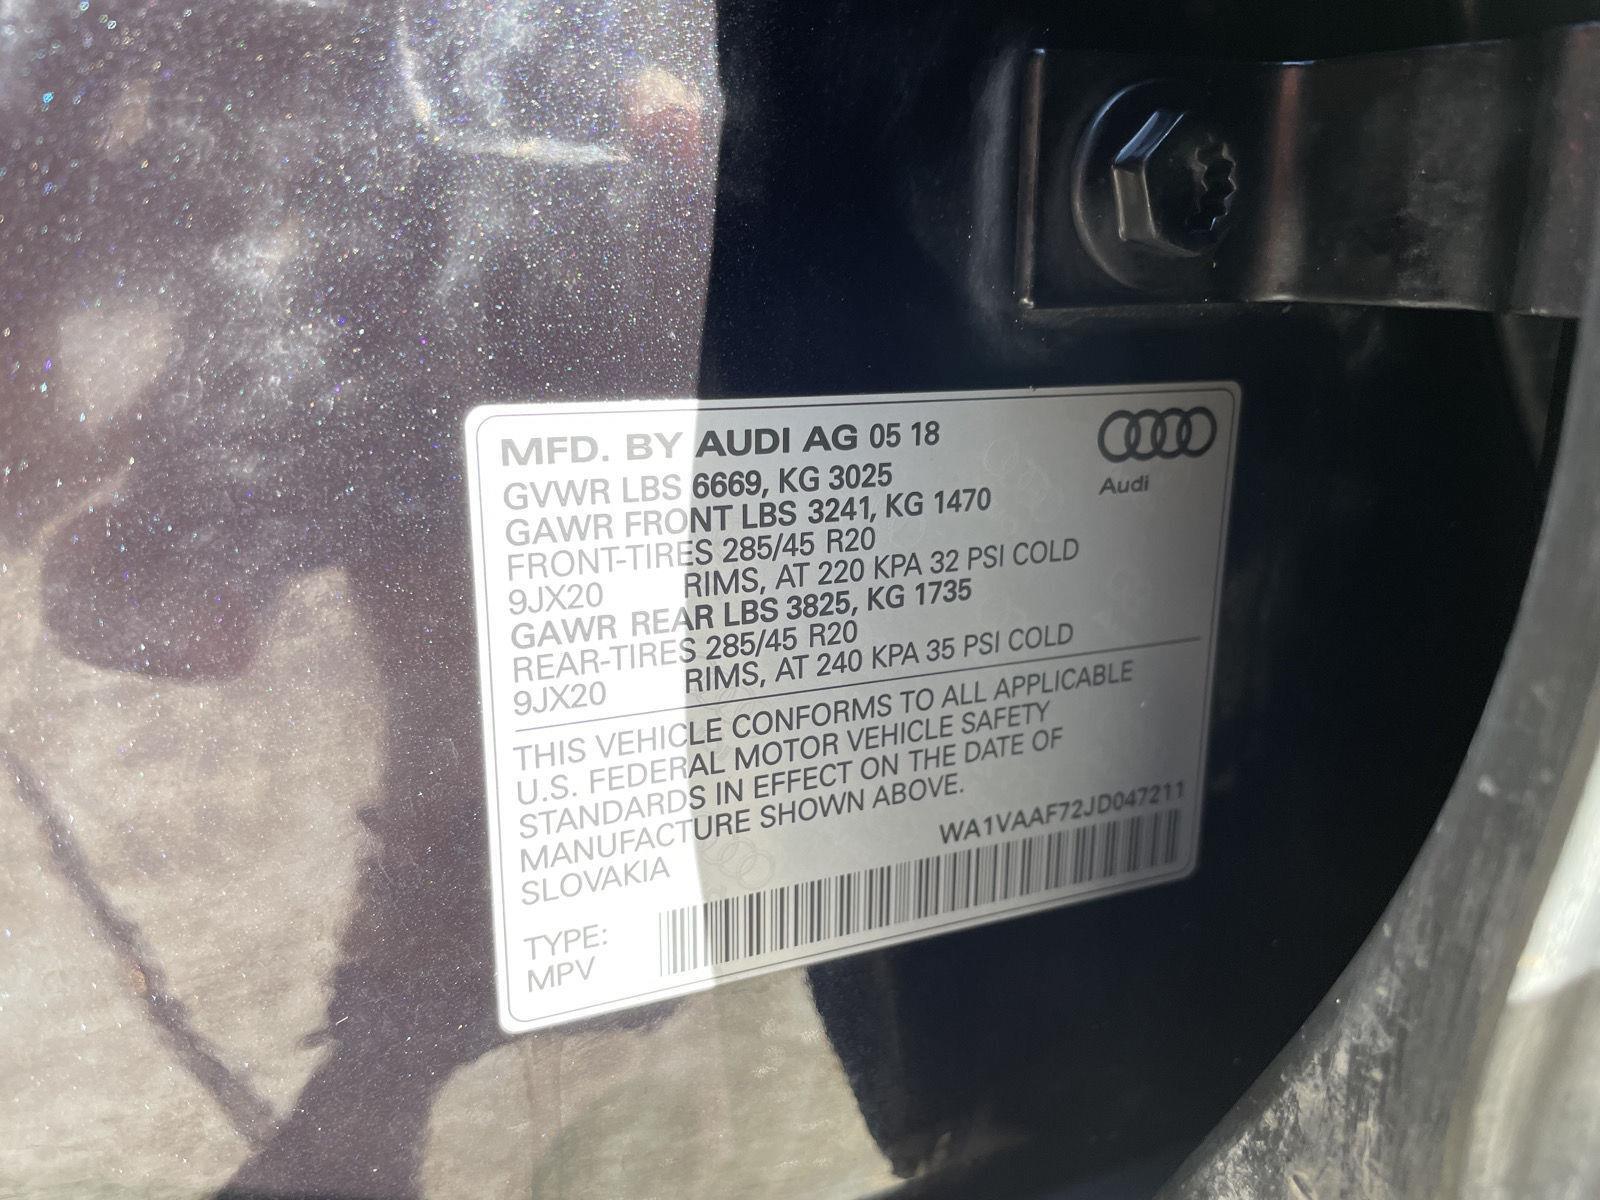 MFD. BY AUDI AG 05 18
GVWR LBS 6669, KG 3025
GAWR FRONT LBS 3241, KG 1470
FRONT-TIRES 285/45 R20
9JX20 RIMS, AT 220 KPA 32 PSI COLD
GAWR REAR LBS 3825, KG 1735
REAR-TIRES 285/45 R20
9JX20 RIMS, AT 240 KPA 35 PSI COLD
Audi
THIS VEHICLE CONFORMS TO ALL APPLICABLE
U.S. FEDERAL MOTOR VEHICLE SAFETY
STANDARDS IN EFFECT ON THE DATE OF
MANUFACTURE SHOWN ABOVE.
SLOVAKIA
WA1VAAF72JD047211
TYPE:
MPV